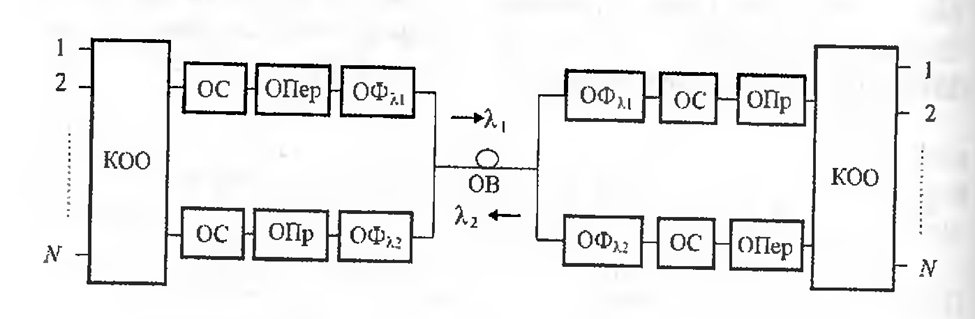 1
2
N
КОО
ОС ОПер ОФλ1
ОС ОПр ОФλ2
λ1
ОВ
λ2
ОФλ1 ОС ОПр
ОФλ2 ОС ОПер
КОО
1
2
N